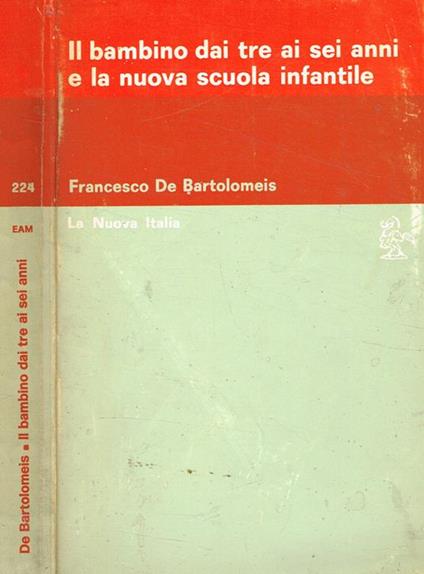 Il bambino dai tre ai sei anni
e la nuova scuola infantile
224
Francesco De Bartolomeis
La Nuova Italia
EAM
De Bartolomeis ■ Il bambino dai tre ai sei anni